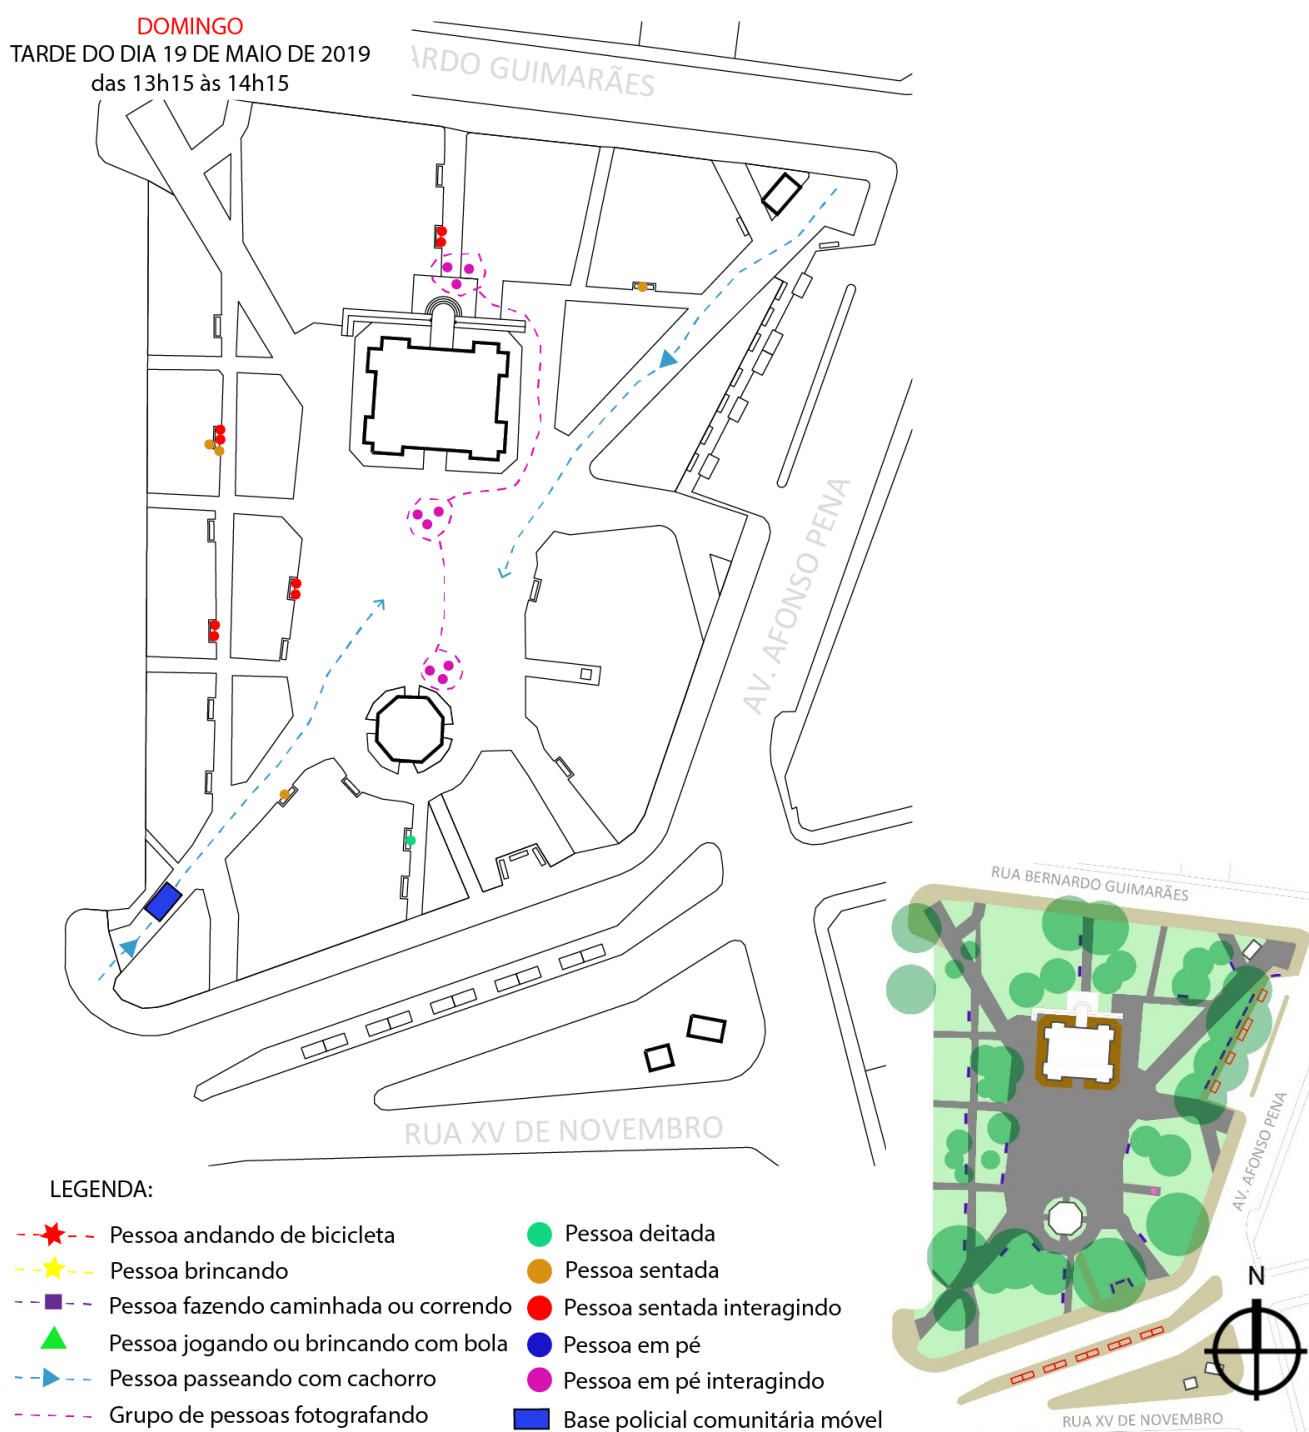 DOMINGO
TARDE DO DIA 19 DE MAIO DE 2019
das 13h15 às 14h15
ARDO GUIMARÃES
AV. AFONSO PENA
RUA XV DE NOVEMBRO
RUA BERNARDO GUIMARÃES
AV. AFONSO PENA
N
RUA XV DE NOVEMBRO
LEGENDA:
Pessoa andando de bicicleta
Pessoa brincando
Pessoa fazendo caminhada ou correndo
Pessoa jogando ou brincando com bola
Pessoa passeando com cachorro
Grupo de pessoas fotografando
Pessoa deitada
Pessoa sentada
Pessoa sentada interagindo
Pessoa em pé
Pessoa em pé interagindo
Base policial comunitária móvel